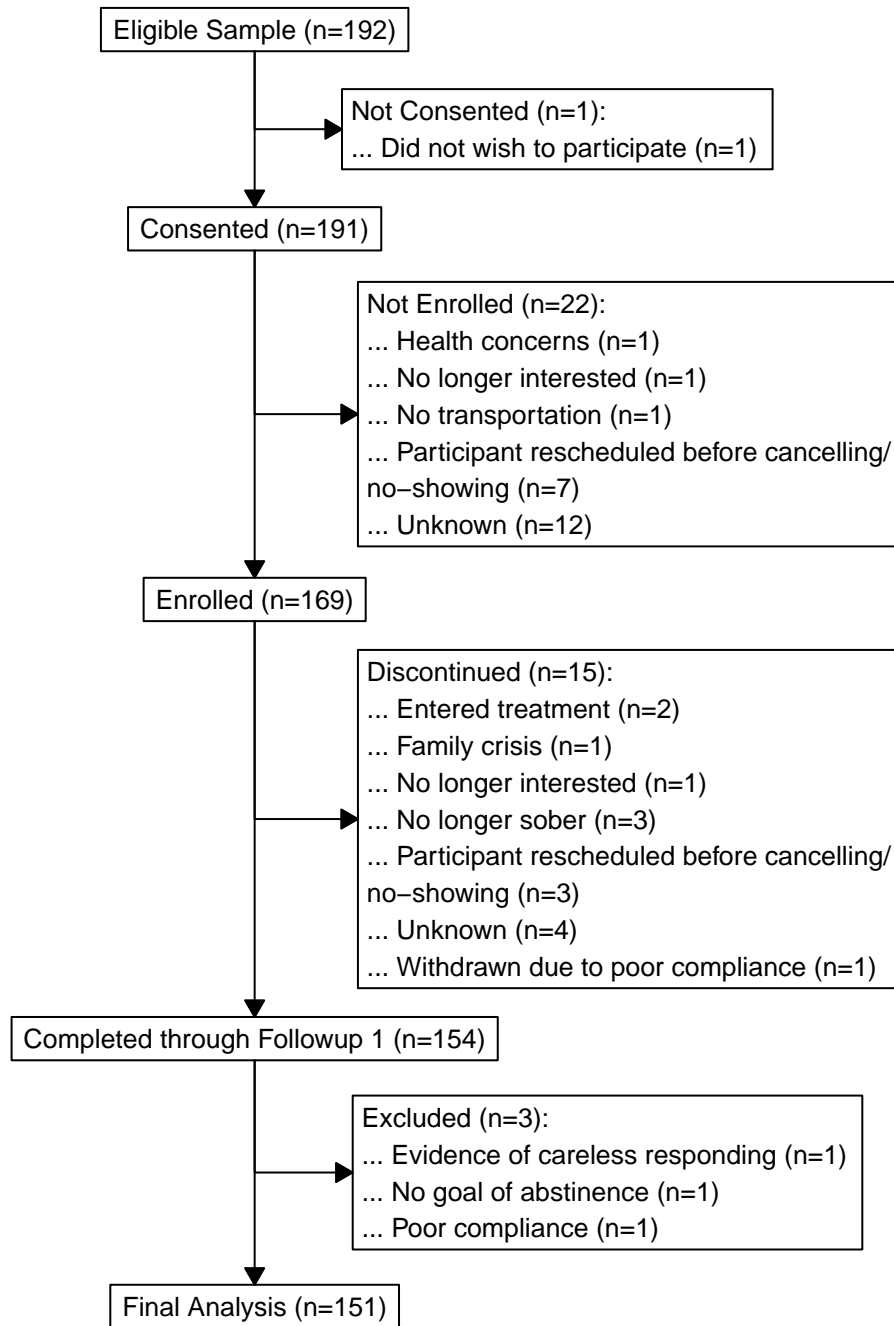 Eligible Sample (n=192)
Not Consented (n=1):
... Did not wish to participate (n=1)
Consented (n=191)
Not Enrolled (n=22):
... Health concerns (n=1)
... No longer interested (n=1)
... No transportation (n=1)
... Participant rescheduled before cancelling/
no−showing (n=7)
... Unknown (n=12)
Enrolled (n=169)
Discontinued (n=15):
... Entered treatment (n=2)
... Family crisis (n=1)
... No longer interested (n=1)
... No longer sober (n=3)
... Participant rescheduled before cancelling/
no−showing (n=3)
... Unknown (n=4)
... Withdrawn due to poor compliance (n=1)
Completed through Followup 1 (n=154)
Excluded (n=3):
... Evidence of careless responding (n=1)
... No goal of abstinence (n=1)
... Poor compliance (n=1)
Final Analysis (n=151)